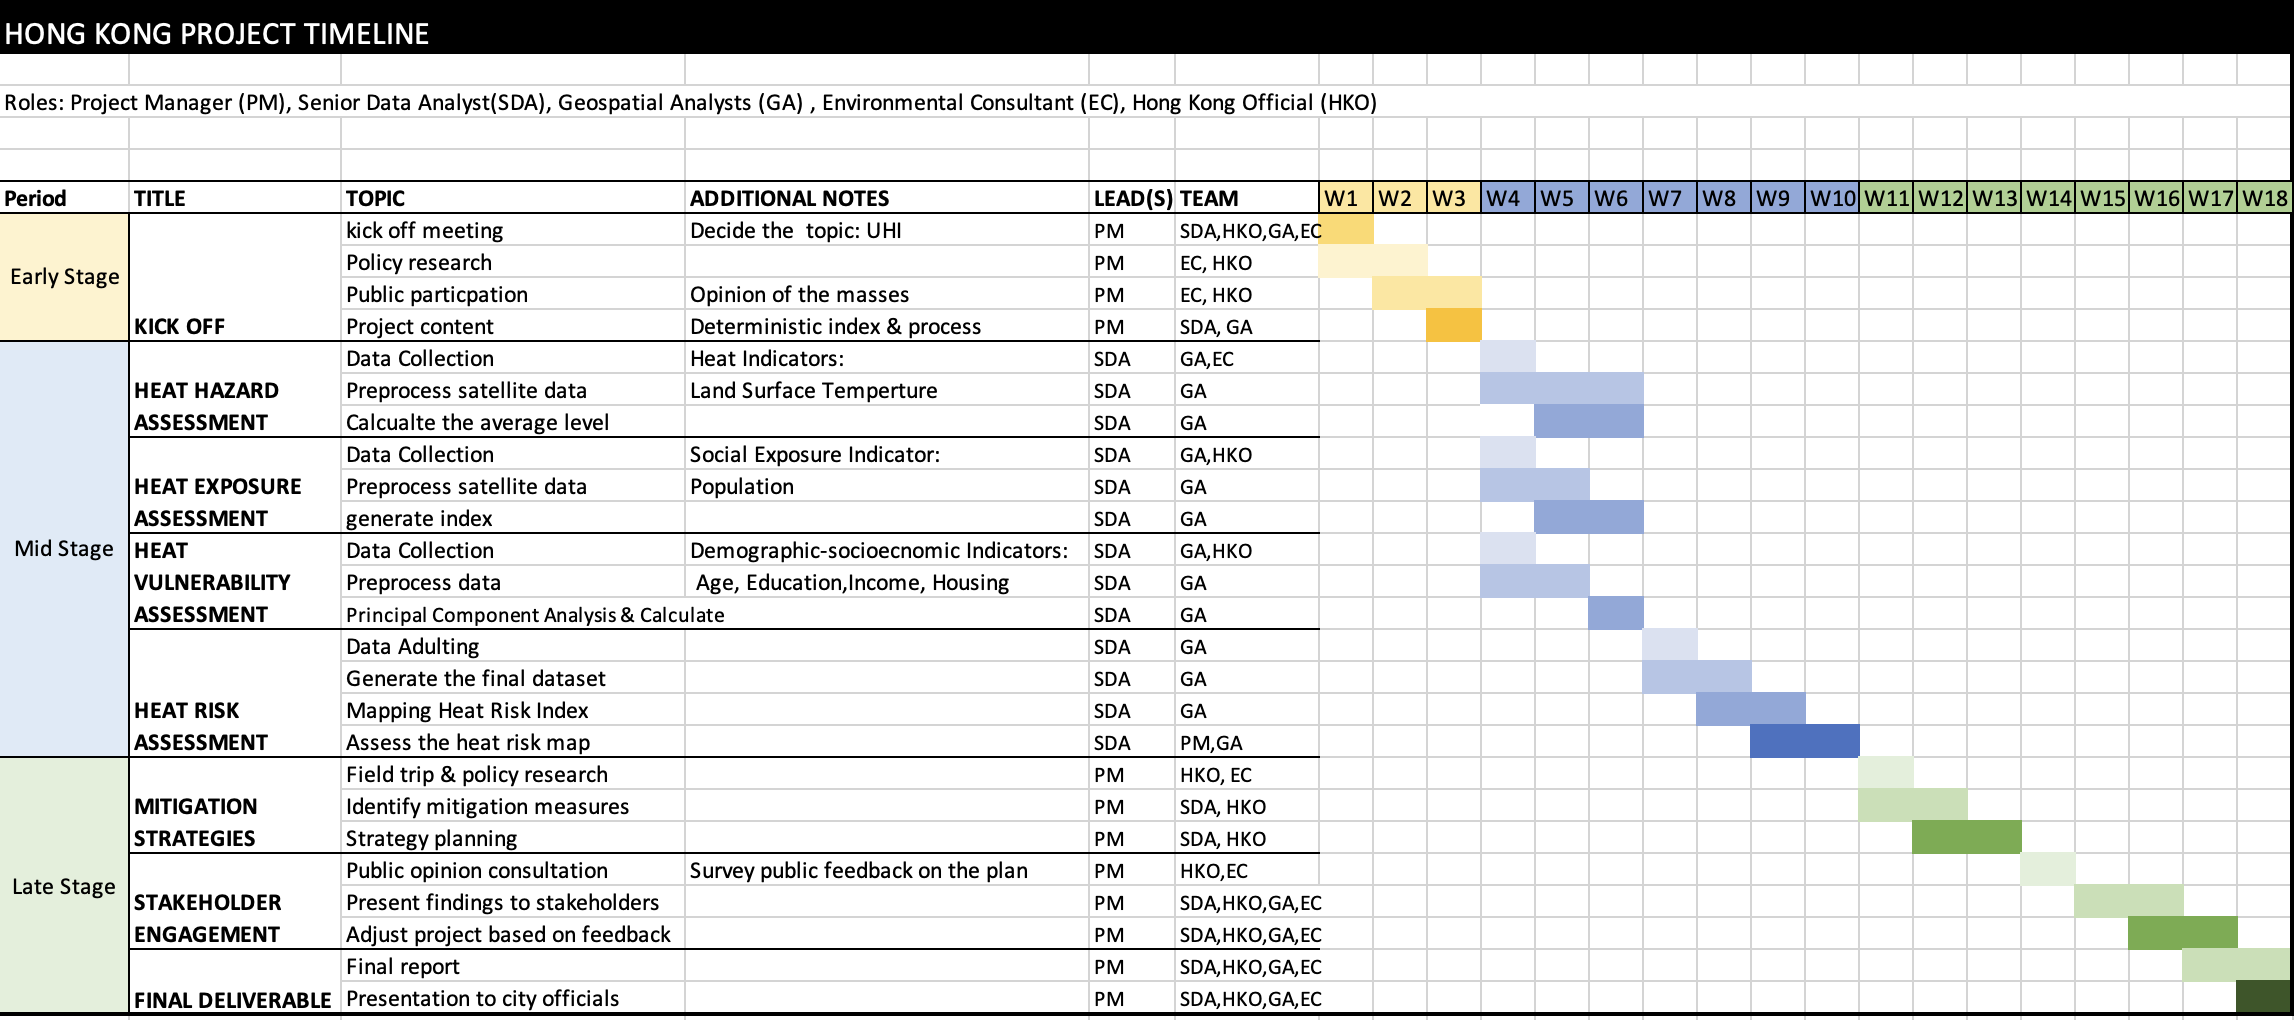 HONG KONG PROJECT TIMELINE
Roles: Project Manager (PM), Senior Data Analyst(SDA), Geospatial Analysts (GA) , Environmental Consultant (EC), Hong Kong Official (HKO)
Period TITLE TOPIC ADDITIONAL NOTES LEAD(S) TEAM W1 W2 W3 W4 W5 W6 W7 W8 W9 W10 W11 W12 W13 W14 W15 W16 W17 W18
kick off meeting Decide the  topic: UHI PM SDA,HKO,GA,EC
Policy research PM EC, HKO
Early Stage
Public particpation Opinion of the masses PM EC, HKO
KICK OFF Project content Deterministic index & process PM SDA, GA
Data Collection Heat Indicators: SDA GA,EC
HEAT HAZARD Preprocess satellite data Land Surface Temperture SDA GA
ASSESSMENT Calcualte the average level SDA GA
Data Collection Social Exposure Indicator: SDA GA,HKO
HEAT EXPOSURE Preprocess satellite data Population SDA GA
ASSESSMENT generate index SDA GA
Mid Stage HEAT Data Collection Demographic-socioecnomic Indicators: SDA GA,HKO
VULNERABILITY Preprocess data Age, Education,Income, Housing SDA GA
ASSESSMENT Principal Component Analysis & Calculate SDA GA
Data Adulting SDA GA
Generate the final dataset SDA GA
HEAT RISK Mapping Heat Risk Index SDA GA
ASSESSMENT Assess the heat risk map SDA PM,GA
Field trip & policy research PM HKO, EC
MITIGATION Identify mitigation measures PM SDA, HKO
STRATEGIES Strategy planning PM SDA, HKO
Public opinion consultation Survey public feedback on the plan PM HKO,EC
Late Stage
STAKEHOLDER Present findings to stakeholders PM SDA,HKO,GA,EC
ENGAGEMENT Adjust project based on feedback PM SDA,HKO,GA,EC
Final report PM SDA,HKO,GA,EC
FINAL DELIVERABLE Presentation to city officials PM SDA,HKO,GA,EC